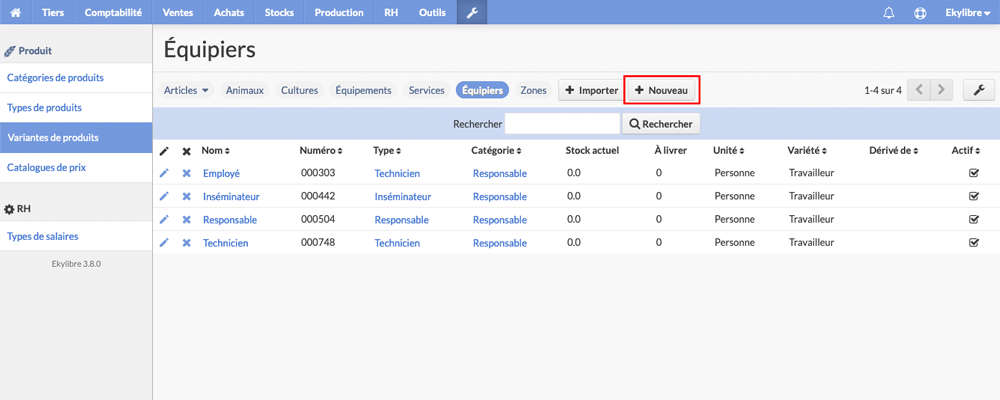 Tiers Comptabilité Ventes Achats Stocks Production RH Outils Ekylibre
Produit
Catégories de produits
Types de produits
Variantes de produits
Catalogues de prix
RH
Types de salaires
Ekylibre 3.8.0
Équipiers
Articles Animaux Cultures Équipements Services Équipiers Zones Importer Nouveau 1-4 sur 4
Rechercher Rechercher
Nom Numéro Type Catégorie Stock actuel À livrer Unité Variété Dérivé de Actif
Employé 000303 Technicien Responsable 0.0 0 Personne Travailleur
Inséminateur 000442 Inséminateur Responsable 0.0 0 Personne Travailleur
Responsable 000504 Responsable Responsable 0.0 0 Personne Travailleur
Technicien 000748 Technicien Responsable 0.0 0 Personne Travailleur